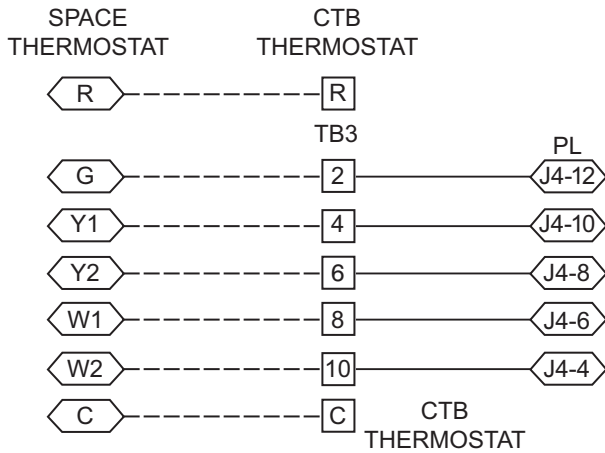 SPACE THERMOSTAT
CTB THERMOSTAT
R R
TB3
PL
G 2 J4-12
Y1 4 J4-10
Y2 6 J4-8
W1 8 J4-6
W2 10 J4-4
C C
CTB
THERMOSTAT